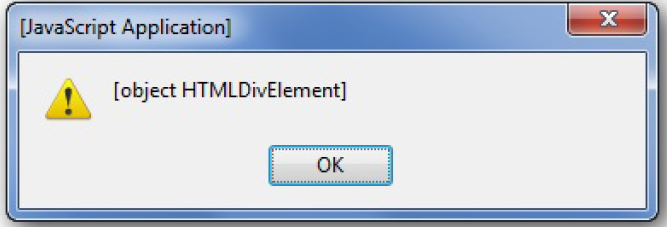 [JavaScript Application]
[object HTMLDivElement]
OK